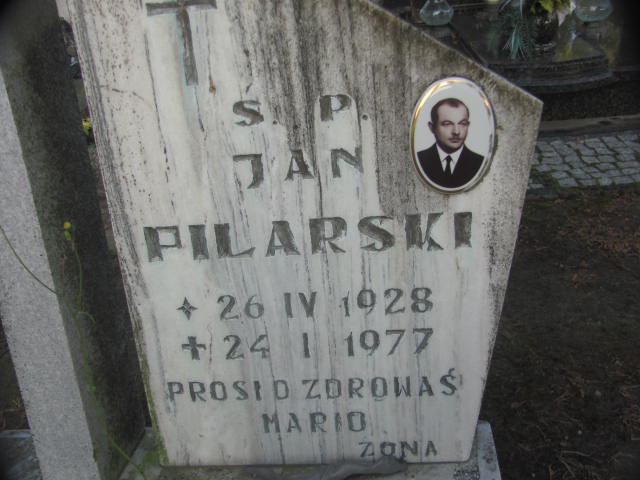 Ś. P.
JAN
PILARSKI
26 IV 1928
24 I 1977
PROSI O ZDROWAŚ
MARIO
ŻONA